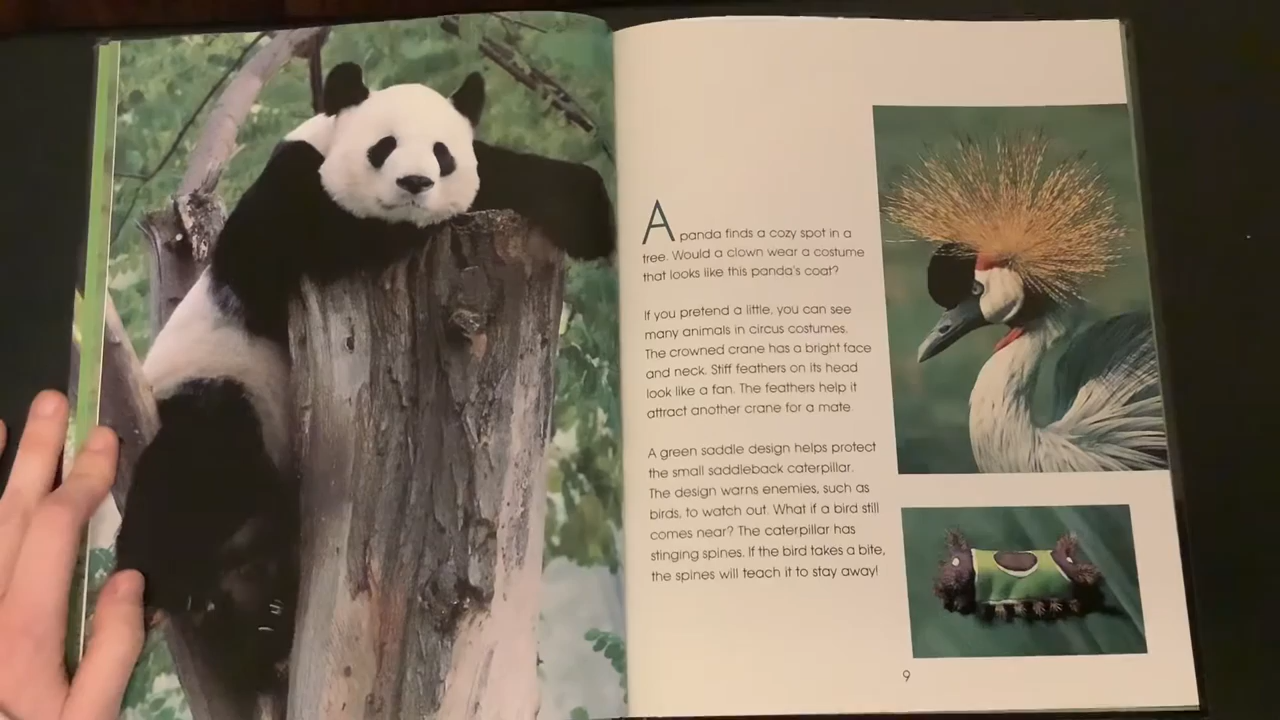 A panda finds a cozy spot in a
tree. Would a clown wear a costume
that looks like this panda's coat?
If you pretend a little, you can see
many animals in circus costumes.
The crowned crane has a bright face
and neck. Stiff feathers on its head
look like a fan. The feathers help it
attract another crane for a mate
A green saddle design helps protect
the small saddleback caterpillar.
The design warns enemies, such as
birds, to watch out. What if a bird still
comes near? The caterpillar has
stinging spines. If the bird takes a bite,
the spines will teach it to stay away!
9